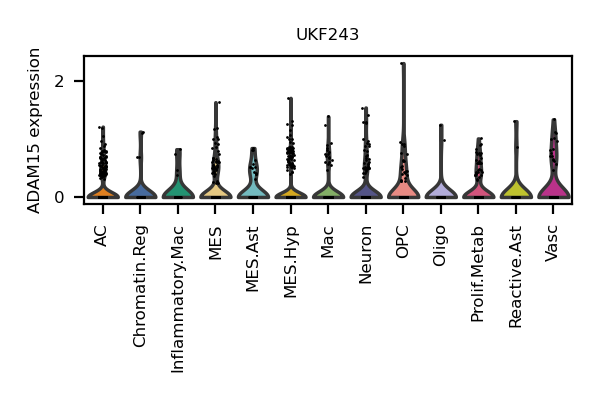 UKF243
ADAM15 expression
2
0
AC
Chromatin.Reg
Inflammatory.Mac
MES
MES.Ast
MES.Hyp
Mac
Neuron
OPC
Oligo
Prolif.Metab
Reactive.Ast
Vasc